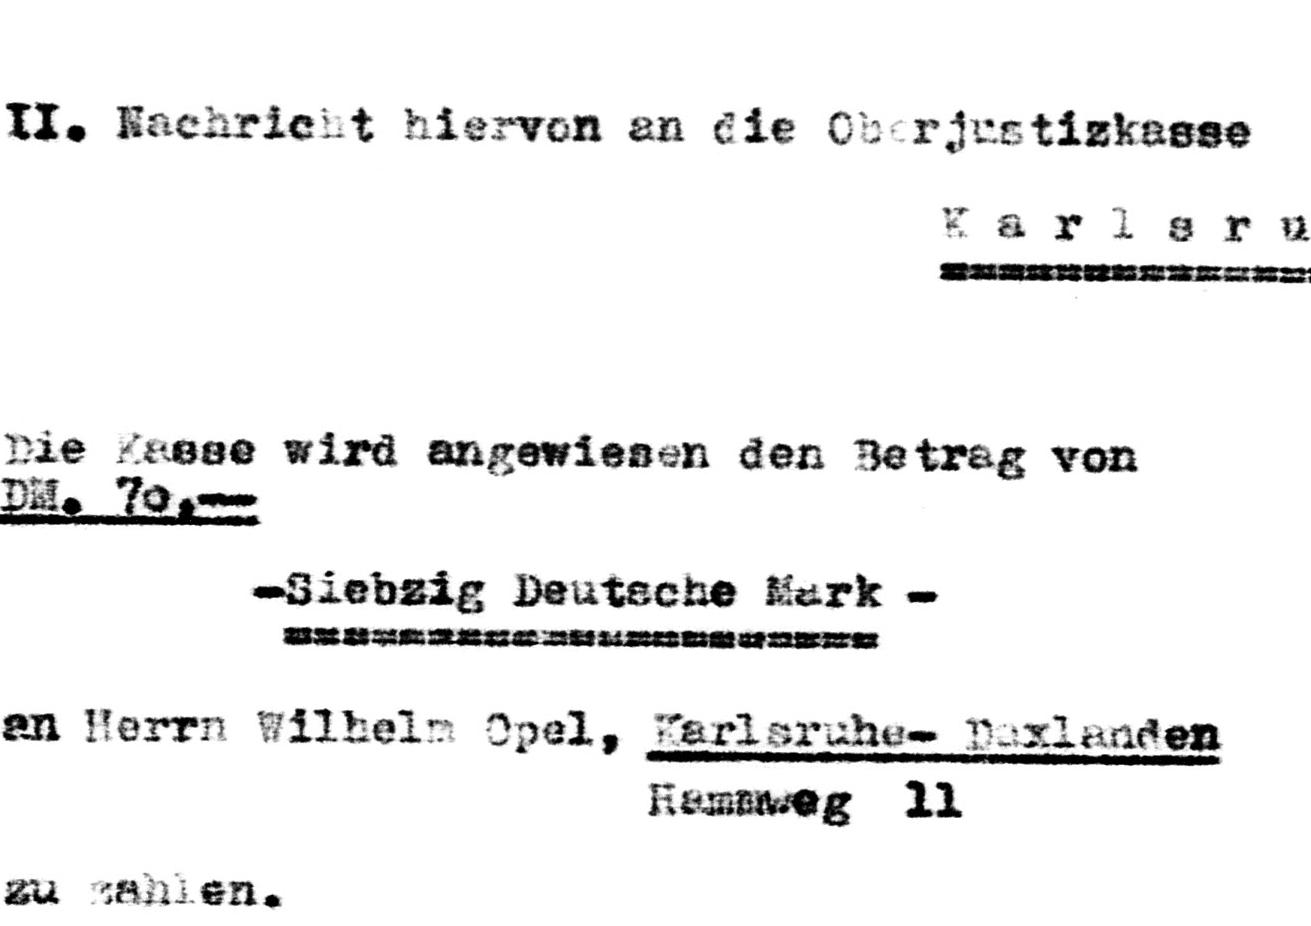 II. Nachricht hiervon an die Oberjustizkasse
K a r l s r u
Die Kasse wird angewiesen den Betrag von
DM. 7o,—
-Siebzig Deutsche Mark -
an Herrn Wilhelm Opel, Karlsruhe- Daxlanden
Hammweg 11
zu zahlen.